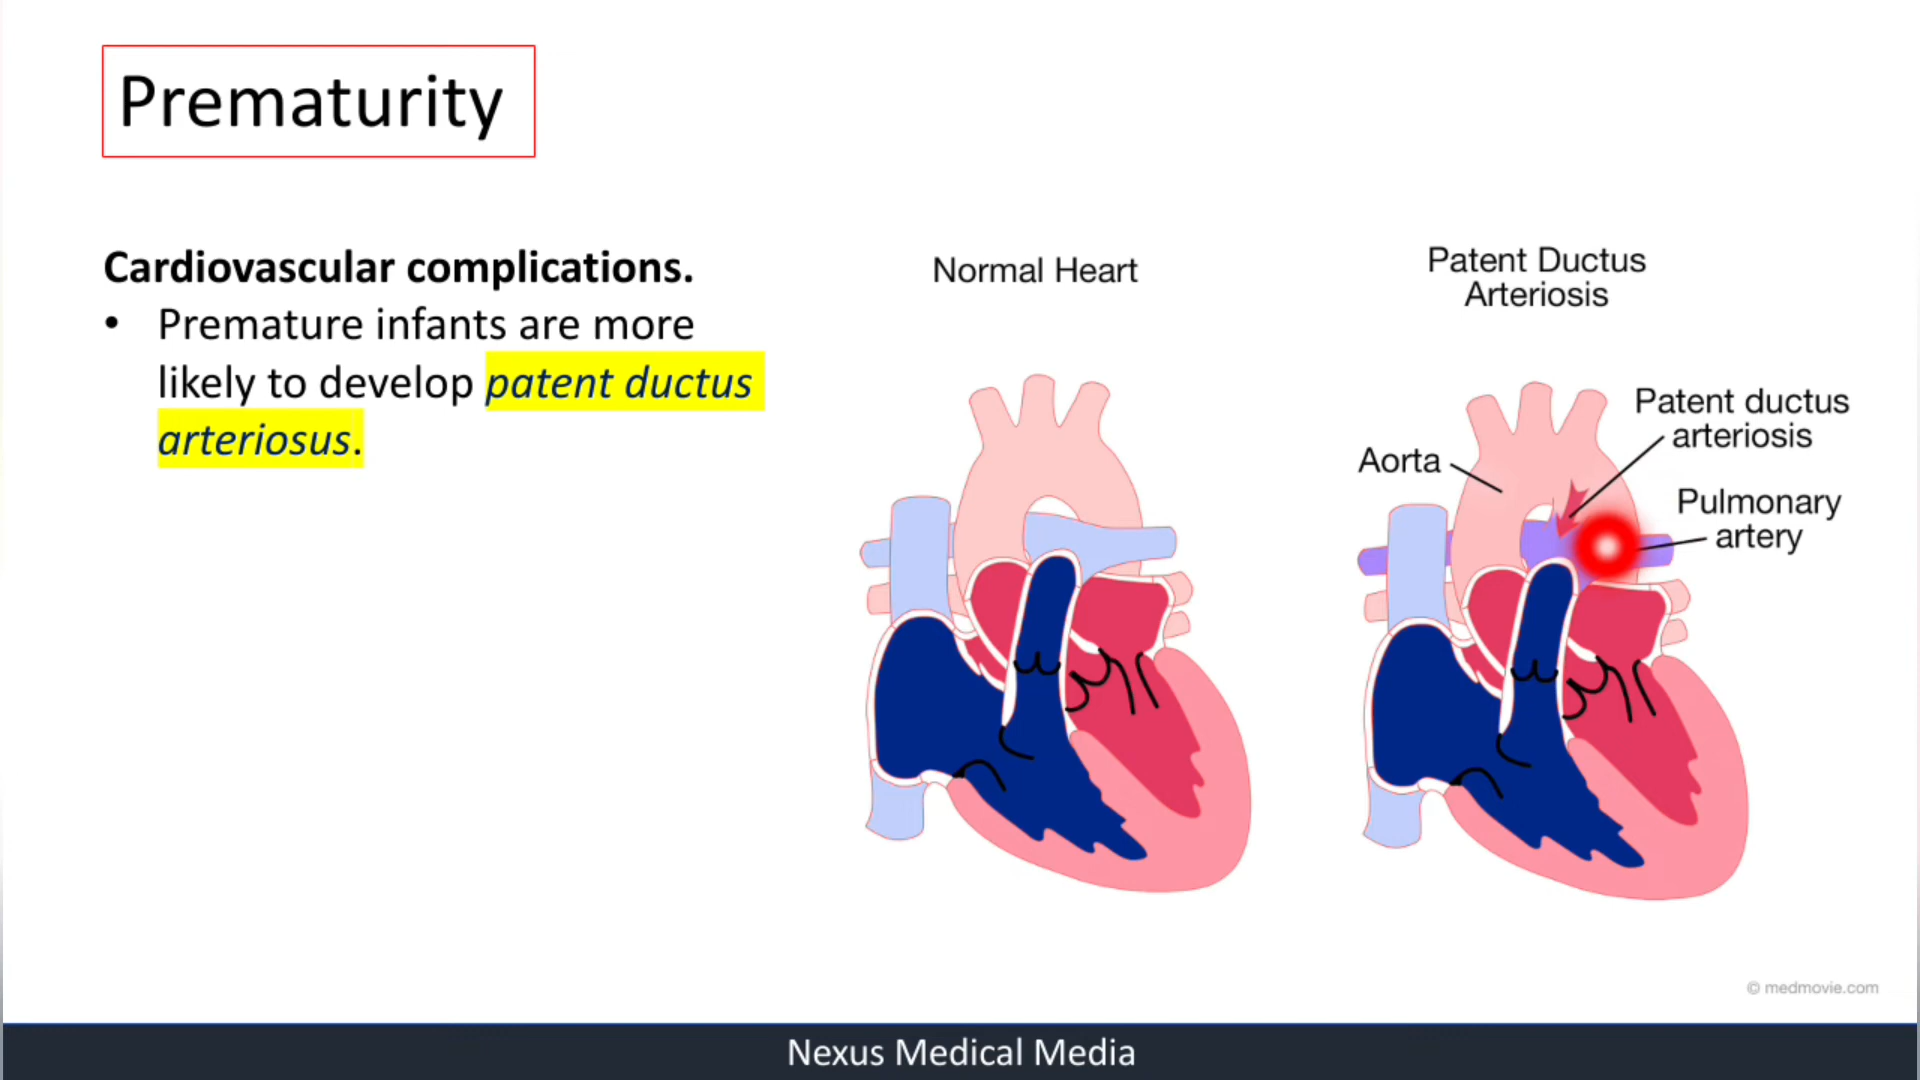 Prematurity
Cardiovascular complications.
• Premature infants are more
likely to develop patent ductus
arteriosus.
Normal Heart
Patent Ductus
Arteriosis
Aorta
Patent ductus
arteriosis
Pulmonary
artery
© medmovie.com
Nexus Medical Media